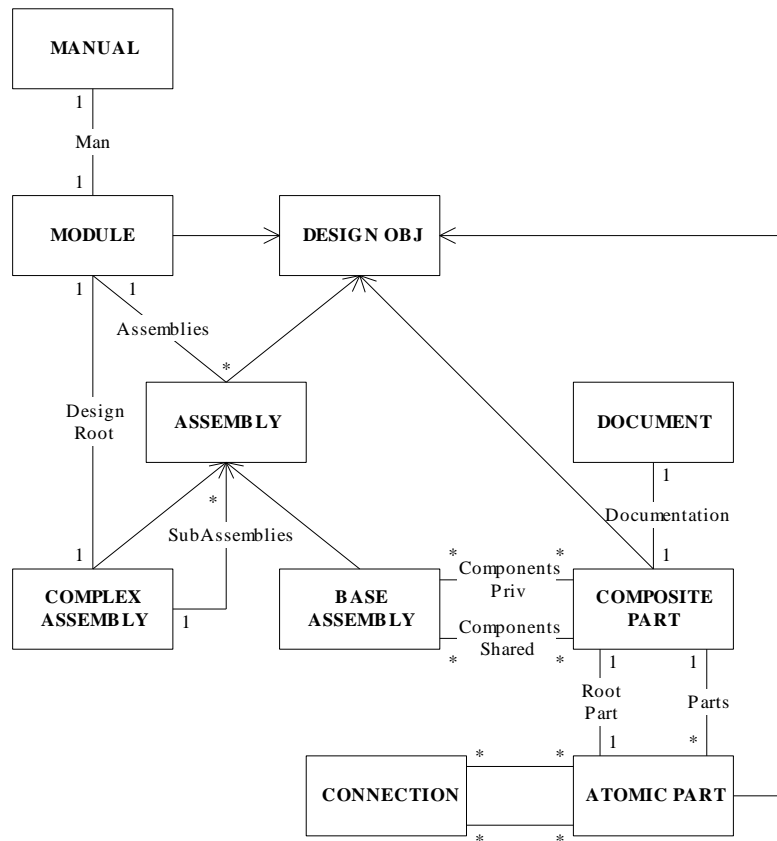 MANUAL
1
Man
1
MODULE
DESIGN OBJ
1
1
Assemblies
*
Design
Root
ASSEMBLY
DOCUMENT
*
1
SubAssemblies
Documentation
1
*
*
1
COMPLEX
ASSEMBLY
1
BASE
ASSEMBLY
Components
Priv
Components
Shared
*
*
COMPOSITE
PART
1
1
Root
Part
Parts
1
*
*
*
CONNECTION
ATOMIC PART
*
*